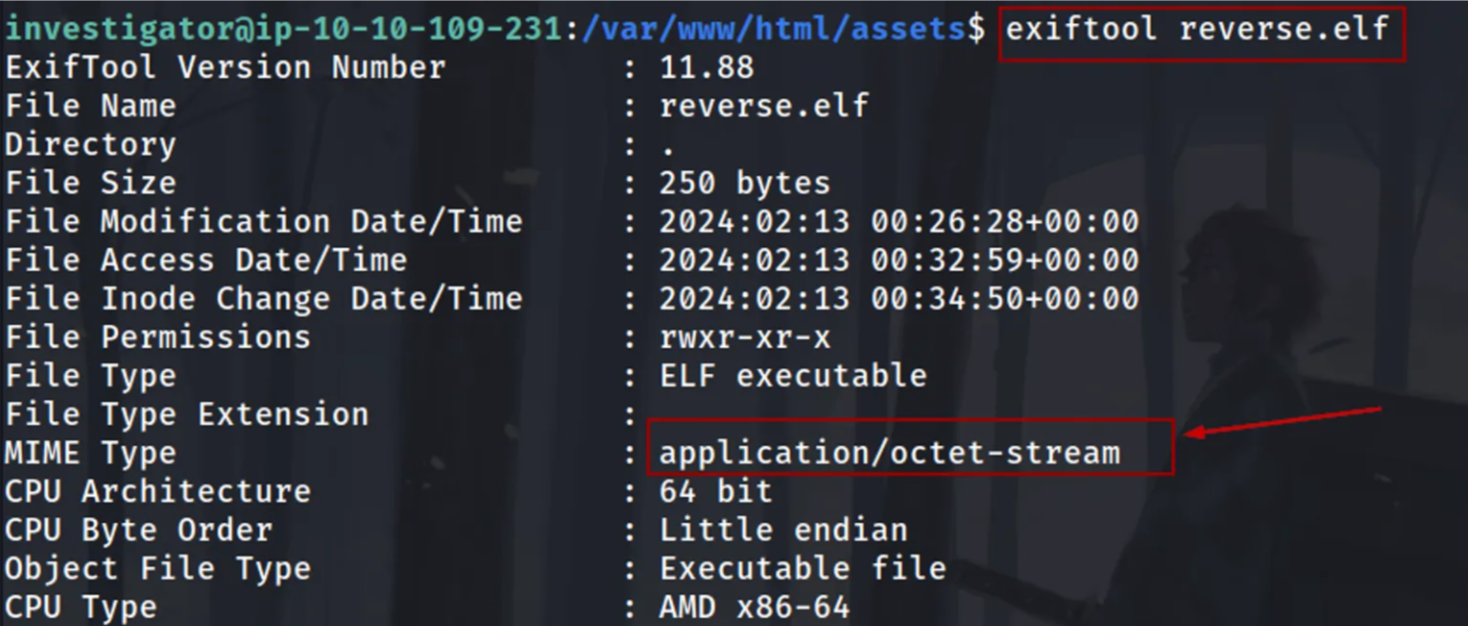 investigator@ip-10-10-109-231:/var/www/html/assets$ exiftool reverse.elf
ExifTool Version Number : 11.88
File Name : reverse.elf
Directory : .
File Size : 250 bytes
File Modification Date/Time : 2024:02:13 00:26:28+00:00
File Access Date/Time : 2024:02:13 00:32:59+00:00
File Inode Change Date/Time : 2024:02:13 00:34:50+00:00
File Permissions : rwxr-xr-x
File Type : ELF executable
File Type Extension :
MIME Type : application/octet-stream
CPU Architecture : 64 bit
CPU Byte Order : Little endian
Object File Type : Executable file
CPU Type : AMD x86-64